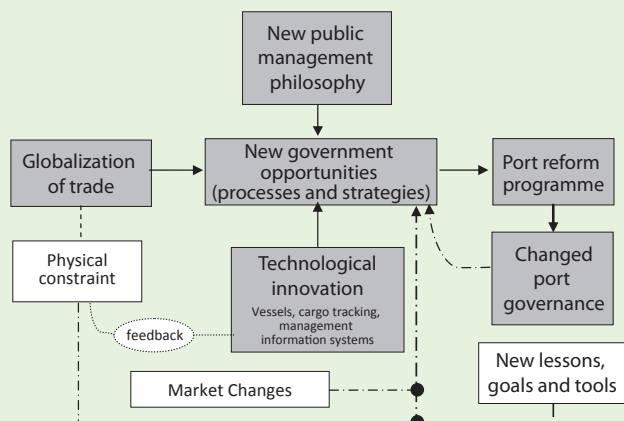 New public
management
philosophy
Globalization
of trade
New government
opportunities
(processes and strategies)
Port reform
programme
Physical
constraint
Technological
innovation
Vessels, cargo tracking,
management
information systems
Changed
port
governance
feedback
Market Changes
New lessons,
goals and tools